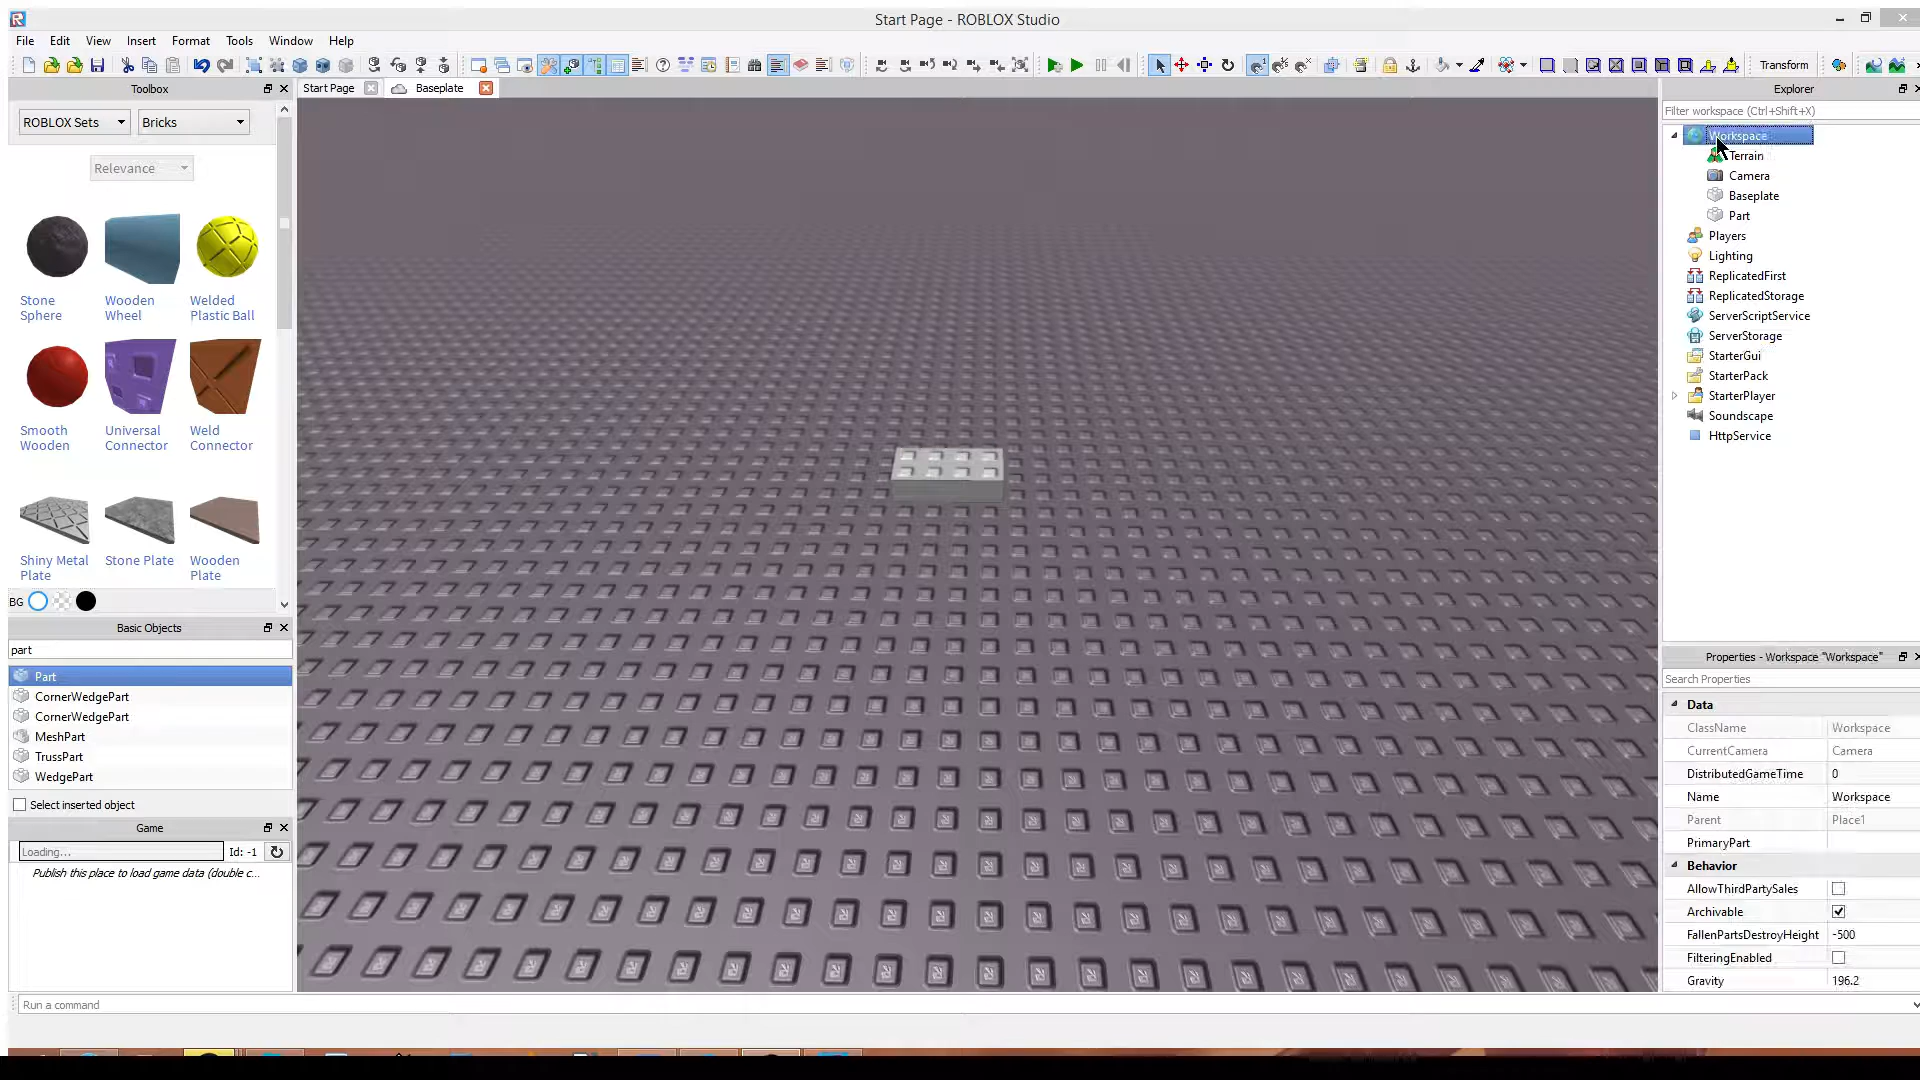 Start Page - ROBLOX Studio
File Edit View Insert Format Tools Window Help
Transform
Toolbox
Start Page
Baseplate
Explorer
ROBLOX Sets
Bricks
Relevance
Stone Sphere
Wooden Wheel
Welded Plastic Ball
Smooth Wooden
Universal Connector
Weld Connector
Shiny Metal Plate
Stone Plate
Wooden Plate
BG
Basic Objects
part
Part
CornerWedgePart
CornerWedgePart
MeshPart
TrussPart
WedgePart
Select inserted object
Game
Loading...
Id: -1
Publish this place to load game data (double c...
Run a command
Filter workspace (Ctrl+Shift+X)
Workspace
Terrain
Camera
Baseplate
Part
Players
Lighting
ReplicatedFirst
ReplicatedStorage
ServerScriptService
ServerStorage
StarterGui
StarterPack
StarterPlayer
Soundscape
HttpService
Properties - Workspace "Workspace"
Search Properties
Data
ClassName Workspace
CurrentCamera Camera
DistributedGameTime 0
Name Workspace
Parent Place1
PrimaryPart
Behavior
AllowThirdPartySales
Archivable
FallenPartsDestroyHeight -500
FilteringEnabled
Gravity 196.2